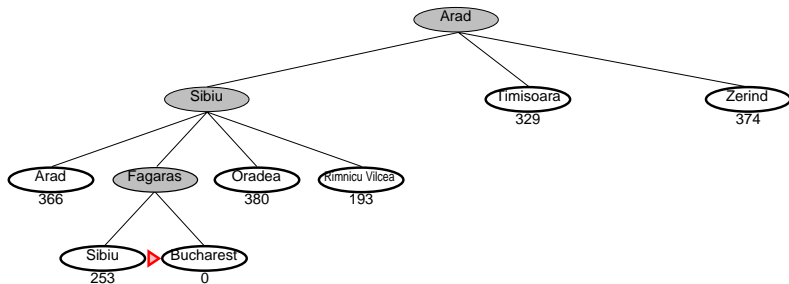 Arad
Sibiu Timisoara Zerind
329 374
Arad Fagaras Oradea Rimnicu Vilcea
366 380 193
Sibiu Bucharest
253 0